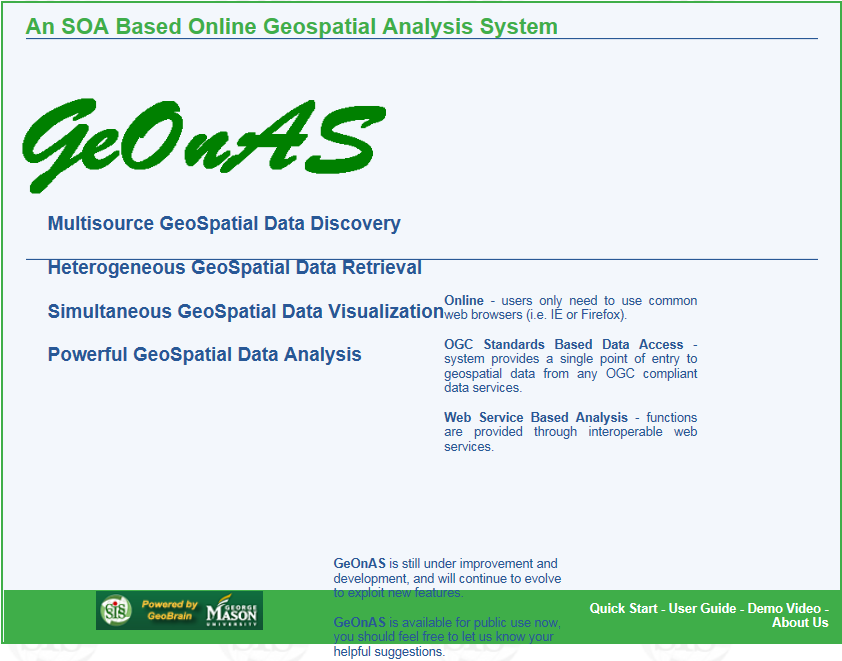 An SOA Based Online Geospatial Analysis System
GeOnAS
Multisource GeoSpatial Data Discovery
Heterogeneous GeoSpatial Data Retrieval
Simultaneous GeoSpatial Data Visualization
Powerful GeoSpatial Data Analysis
Online - users only need to use common
web browsers (i.e. IE or Firefox).
OGC Standards Based Data Access -
system provides a single point of entry to
geospatial data from any OGC compliant
data services.
Web Service Based Analysis - functions
are provided through interoperable web
services.
GeOnAS is still under improvement and
development, and will continue to evolve
to exploit new features.
GeOnAS is available for public use now,
you should feel free to let us know your
helpful suggestions.
SIS
Powered by
GeoBrain
GEORGE
MASON
UNIVERSITY
Quick Start - User Guide - Demo Video -
About Us